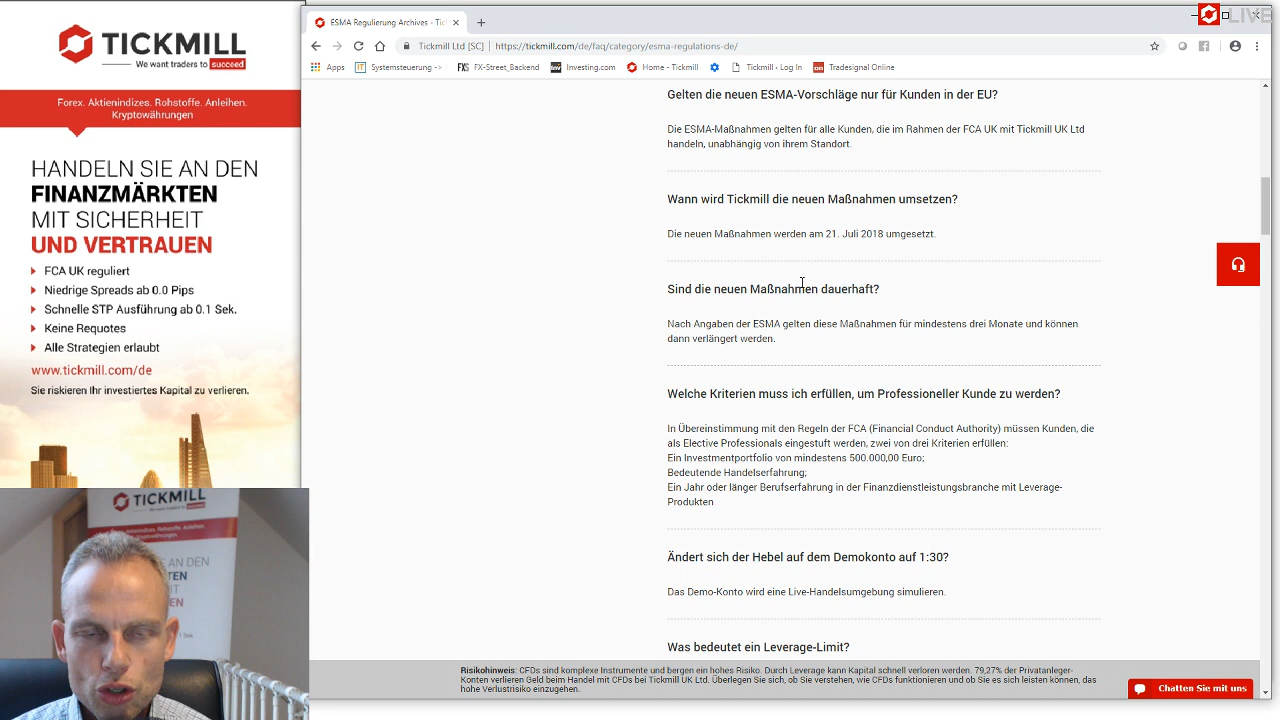 TICKMILL
We want traders to succeed
Forex. Aktienindizes. Rohstoffe. Anleihen.
Kryptowährungen
HANDELN SIE AN DEN
FINANZMÄRKTEN
MIT SICHERHEIT
UND VERTRAUEN
FCA UK reguliert
Niedrige Spreads ab 0.0 Pips
Schnelle STP Ausführung ab 0.1 Sek.
Keine Requotes
Alle Strategien erlaubt
www.tickmill.com/de
Sie riskieren Ihr investiertes Kapital zu verlieren.
TICKMILL
We want traders to succeed
ESMA Regulierung Archives - Tic
LIVE
Tickmill Ltd [SC]
https://tickmill.com/de/faq/category/esma-regulations-de/
Apps
Systemsteuerung ->
FX-Street_Backend
Investing.com
Home - Tickmill
Tickmill • Log In
Tradesignal Online
Gelten die neuen ESMA-Vorschläge nur für Kunden in der EU?
Die ESMA-Maßnahmen gelten für alle Kunden, die im Rahmen der FCA UK mit Tickmill UK Ltd
handeln, unabhängig von ihrem Standort.
Wann wird Tickmill die neuen Maßnahmen umsetzen?
Die neuen Maßnahmen werden am 21. Juli 2018 umgesetzt.
Sind die neuen Maßnahmen dauerhaft?
Nach Angaben der ESMA gelten diese Maßnahmen für mindestens drei Monate und können
dann verlängert werden.
Welche Kriterien muss ich erfüllen, um Professioneller Kunde zu werden?
In Übereinstimmung mit den Regeln der FCA (Financial Conduct Authority) müssen Kunden, die
als Elective Professionals eingestuft werden, zwei von drei Kriterien erfüllen:
Ein Investmentportfolio von mindestens 500.000,00 Euro;
Bedeutende Handelserfahrung;
Ein Jahr oder länger Berufserfahrung in der Finanzdienstleistungsbranche mit Leverage-
Produkten
Ändert sich der Hebel auf dem Demokonto auf 1:30?
Das Demo-Konto wird eine Live-Handelsumgebung simulieren.
Was bedeutet ein Leverage-Limit?
Risikohinweis: CFDs sind komplexe Instrumente und bergen ein hohes Risiko. Durch Leverage kann Kapital schnell verloren werden. 79,27% der Privatanleger-
Konten verlieren Geld beim Handel mit CFDs bei Tickmill UK Ltd. Überlegen Sie sich, ob Sie verstehen, wie CFDs funktionieren und ob Sie es sich leisten können, das
hohe Verlustrisiko einzugehen.
Chatten Sie mit uns